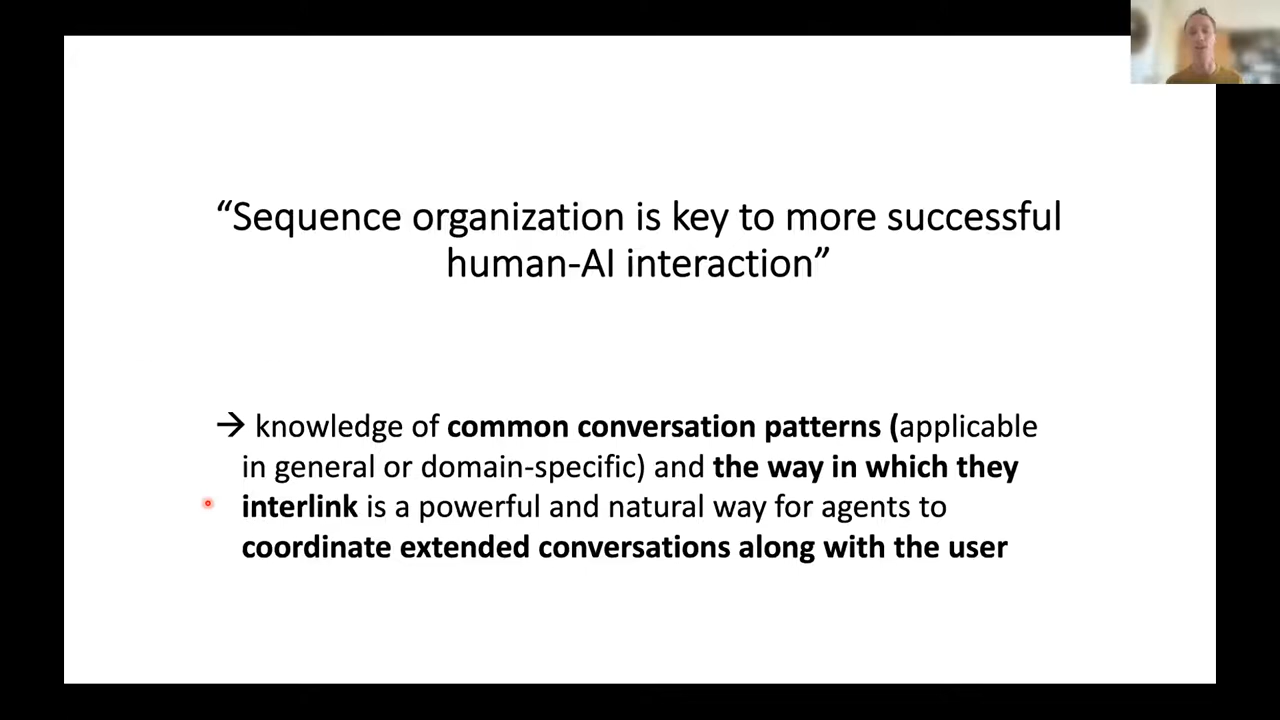 “Sequence organization is key to more successful
human-AI interaction”
→ knowledge of common conversation patterns (applicable
in general or domain-specific) and the way in which they
interlink is a powerful and natural way for agents to
coordinate extended conversations along with the user